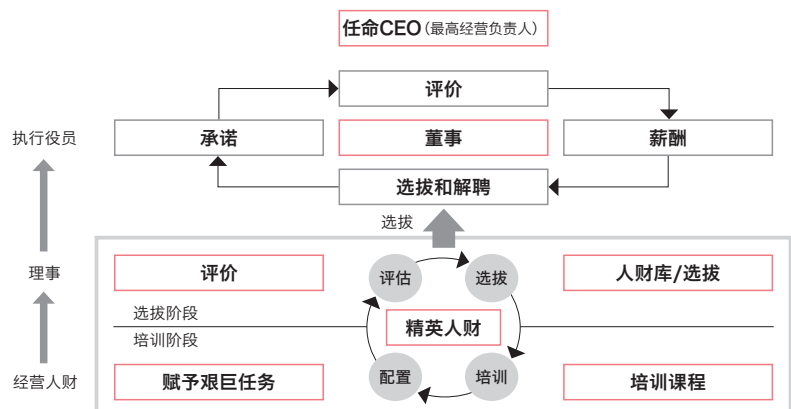 任命CEO（最高经营负责人）
评价
执行役员
承诺
董事
薪酬
选拔和解聘
选拔
理事
评价
评估
选拔
人财库/选拔
选拔阶段
精英人财
培训阶段
经营人财
赋予艰巨任务
配置
培训
培训课程